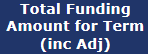 Total Funding
Amount for Term
(inc Adj)